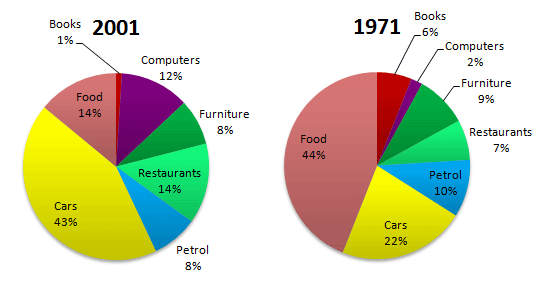 2001
Books
1%
Computers
12%
Furniture
8%
Restaurants
14%
Petrol
8%
Cars
43%
Food
14%
1971
Books
6%
Computers
2%
Furniture
9%
Restaurants
7%
Petrol
10%
Cars
22%
Food
44%